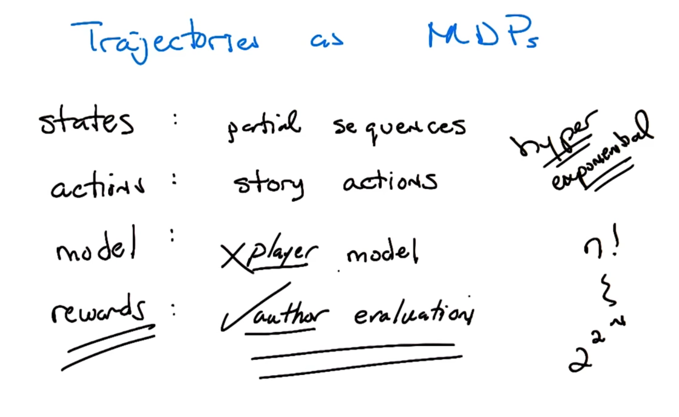 Trajectories as MDPs
states : partial sequences
actions : story actions
model : X player model
rewards : ✓ author evaluation
hyper
exponential
n!
2^2^n